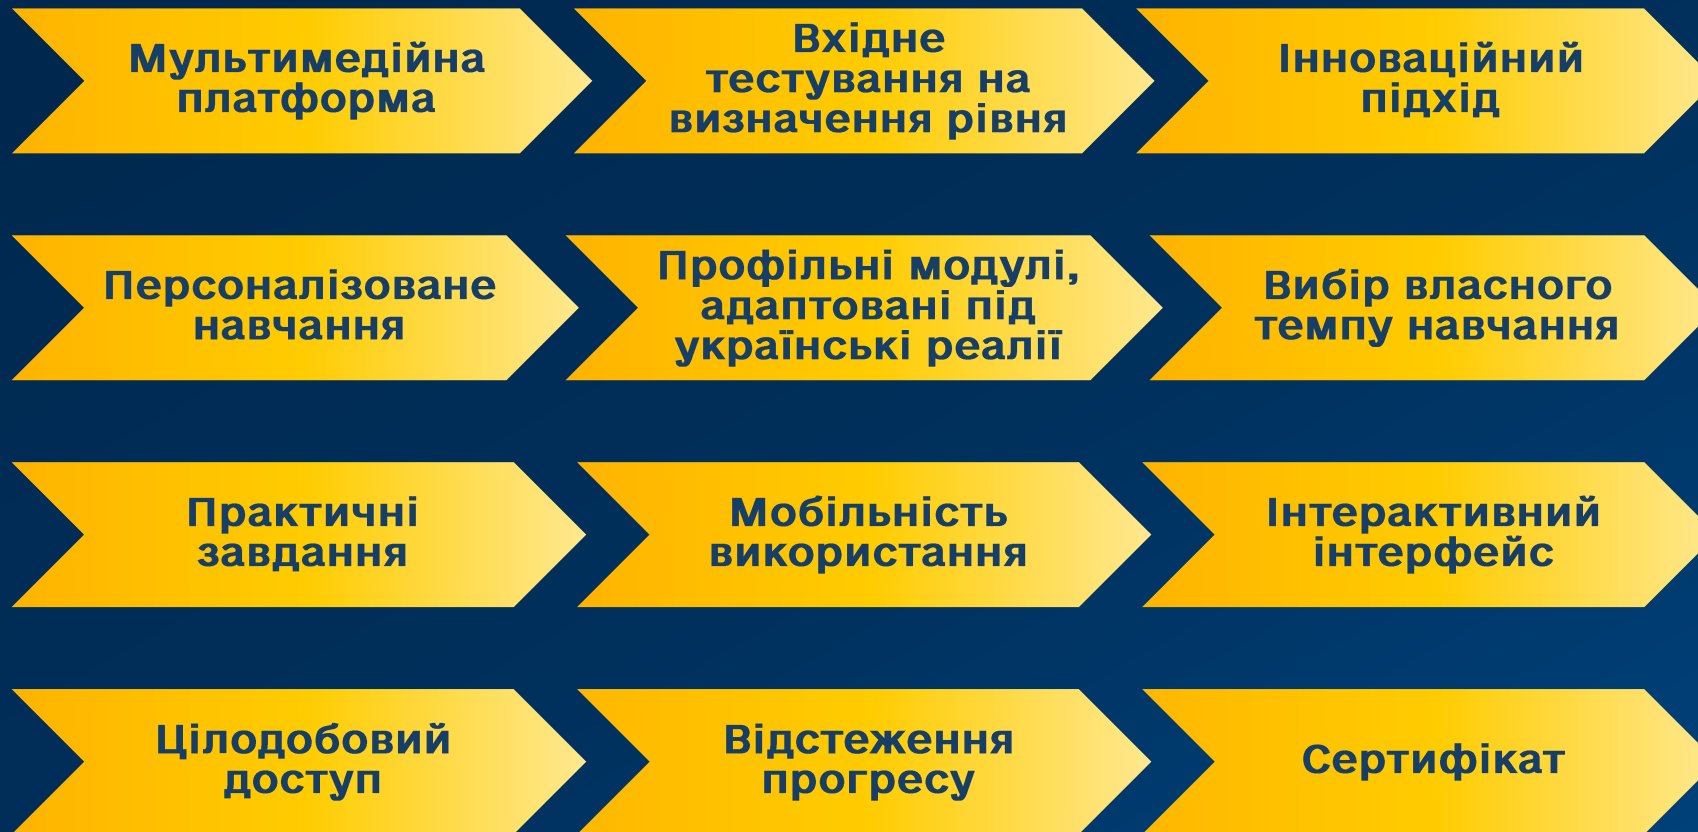 Мультимедійна
платформа
Вхідне
тестування на
визначення рівня
Інноваційний
підхід
Персоналізоване
навчання
Профільні модулі,
адаптовані під
українські реалії
Вибір власного
темпу навчання
Практичні
завдання
Мобільність
використання
Інтерактивний
інтерфейс
Цілодобовий
доступ
Відстеження
прогресу
Сертифікат